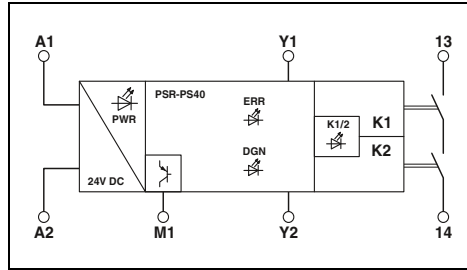 A1 Y1 13
PSR-PS40
ERR
PWR
K1/2 K1
DGN
K2
24V DC
A2 M1 Y2 14